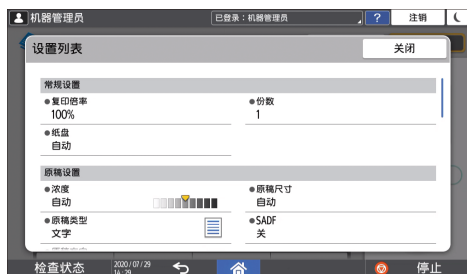 机器管理员
已登录：机器管理员
?
注销
设置列表
关闭
常规设置
●复印倍率
100%
●份数
1
●纸盘
自动
原稿设置
●浓度
自动
●原稿尺寸
自动
●原稿类型
文字
●SADF
关
检查状态
2020/07/29
14:29
停止